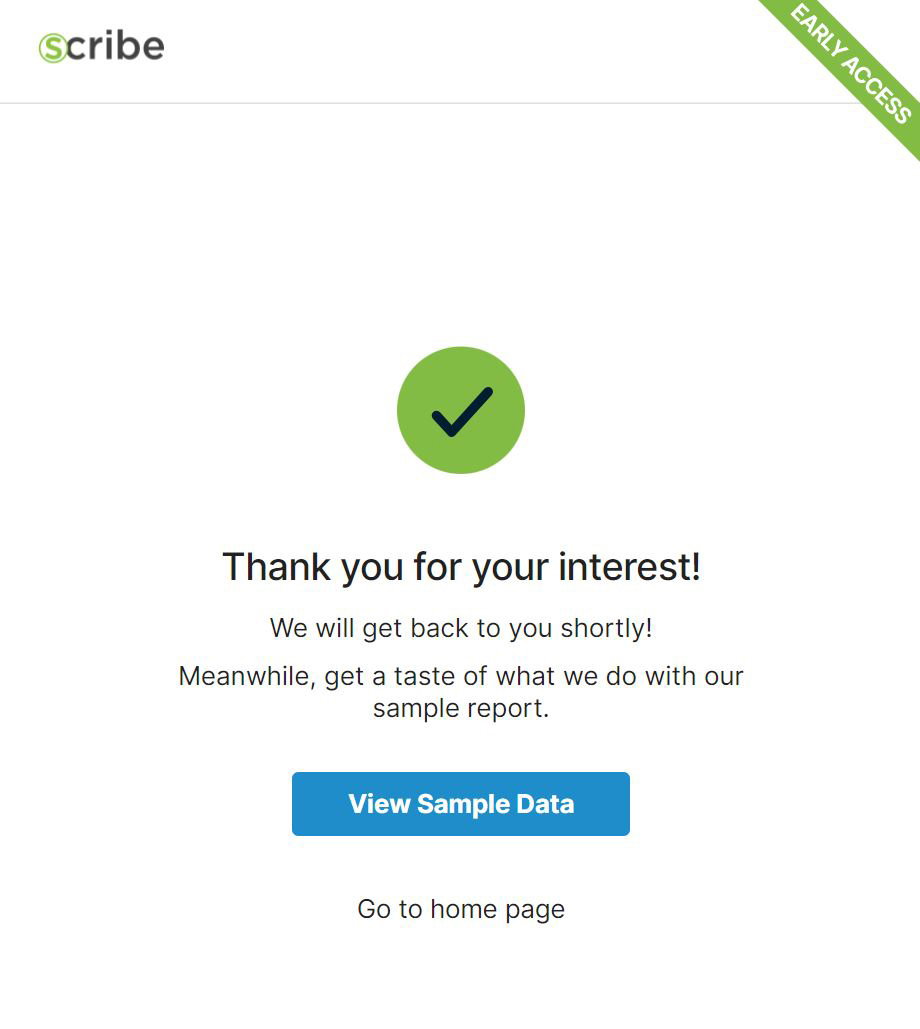 scribe
EARLY ACCESS
Thank you for your interest!
We will get back to you shortly!
Meanwhile, get a taste of what we do with our
sample report.
View Sample Data
Go to home page